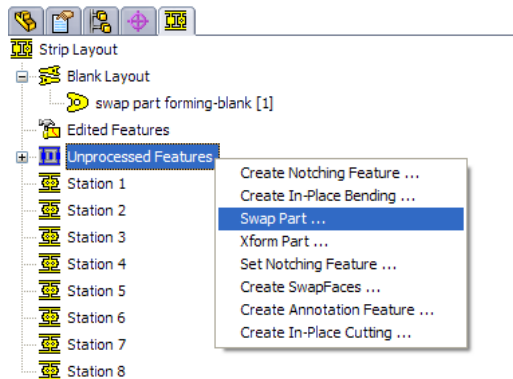 Strip Layout
Blank Layout
swap part forming-blank [1]
Edited Features
Unprocessed Features
Station 1
Station 2
Station 3
Station 4
Station 5
Station 6
Station 7
Station 8
Create Notching Feature ...
Create In-Place Bending ...
Swap Part ...
Xform Part ...
Set Notching Feature ...
Create SwapFaces ...
Create Annotation Feature ...
Create In-Place Cutting ...